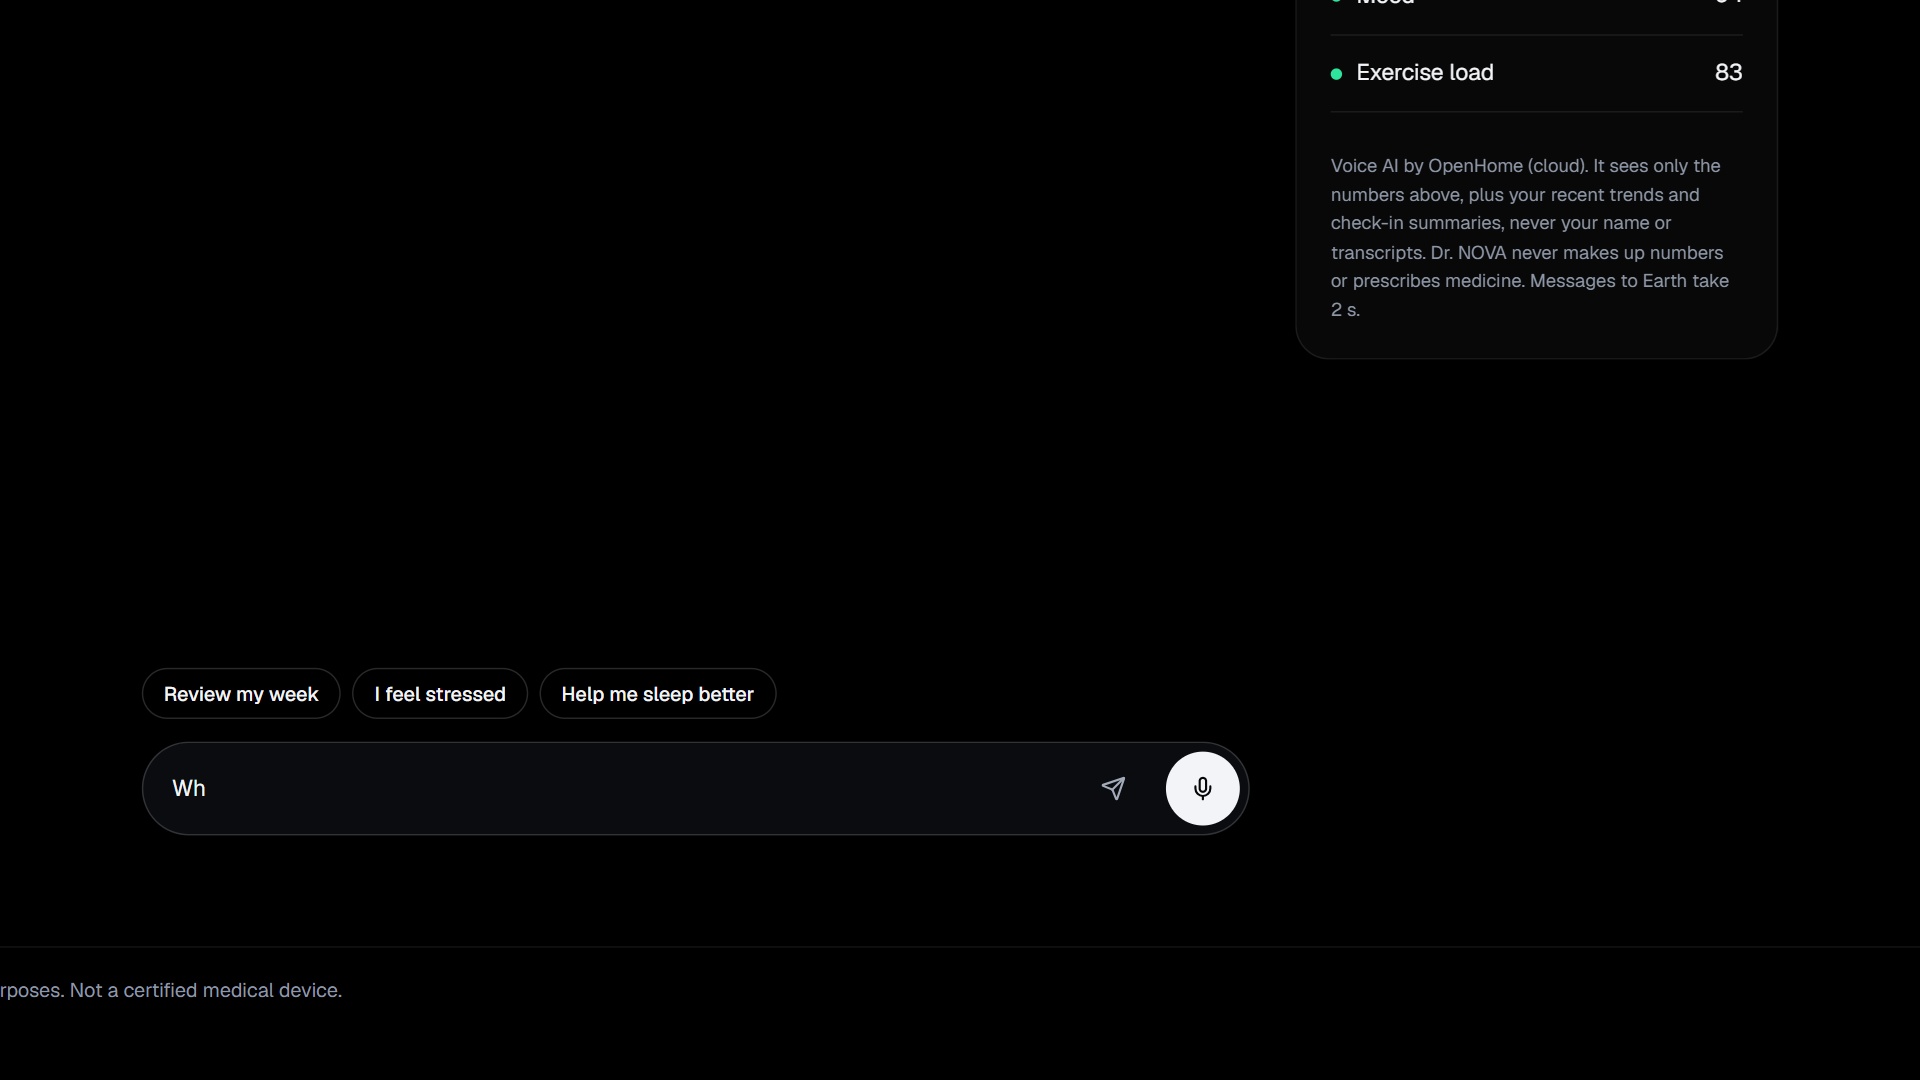 Exercise load 83
Voice AI by OpenHome (cloud). It sees only the
numbers above, plus your recent trends and
check-in summaries, never your name or
transcripts. Dr. NOVA never makes up numbers
or prescribes medicine. Messages to Earth take
2 s.
Review my week I feel stressed Help me sleep better
Wh
rposes. Not a certified medical device.